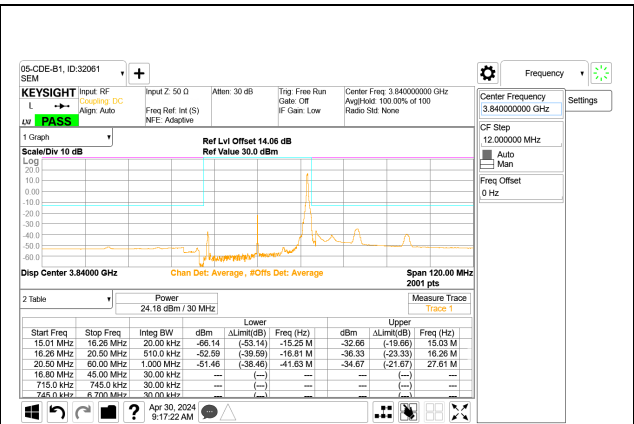 05-CDE-B1, ID:32061
SEM
Frequency
KEYSIGHT
Input: RF
Coupling: DC
Align: Auto
Input Z: 50 Ω
Freq Ref: Int (S)
NFE: Adaptive
Atten: 30 dB
Trig: Free Run
Gate: Off
IF Gain: Low
Center Freq: 3.840000000 GHz
Avg|Hold: 100.00% of 100
Radio Std: None
L
PASS
Center Frequency
3.840000000 GHz
Settings
CF Step
12.000000 MHz
Auto
Man
Freq Offset
0 Hz
1 Graph
Scale/Div 10 dB
Ref Lvl Offset 14.06 dB
Ref Value 30.0 dBm
Log
20.0
10.0
0.00
-10.0
-20.0
-30.0
-40.0
-50.0
-60.0
Disp Center 3.84000 GHz
Chan Det: Average , #Offs Det: Average
Span 120.00 MHz
2001 pts
2 Table
Power
24.18 dBm / 30 MHz
Measure Trace
Trace 1
Lower Upper
Start Freq Stop Freq Integ BW dBm ΔLimit(dB) Freq (Hz) dBm ΔLimit(dB) Freq (Hz)
15.01 MHz 16.26 MHz 20.00 kHz -66.14 (-53.14) -15.25 M -32.66 (-19.66) 15.03 M
16.26 MHz 20.50 MHz 510.0 kHz -52.59 (-39.59) -16.81 M -36.33 (-23.33) 16.26 M
20.50 MHz 60.00 MHz 1.000 MHz -51.46 (-38.46) -41.63 M -34.67 (-21.67) 27.61 M
16.80 MHz 45.00 MHz 30.00 kHz --- (---) --- --- (---) ---
715.0 kHz 745.0 kHz 30.00 kHz --- (---) --- --- (---) ---
745.0 kHz 6.700 MHz 30.00 kHz --- (---) --- --- (---) ---
Apr 30, 2024
9:17:22 AM